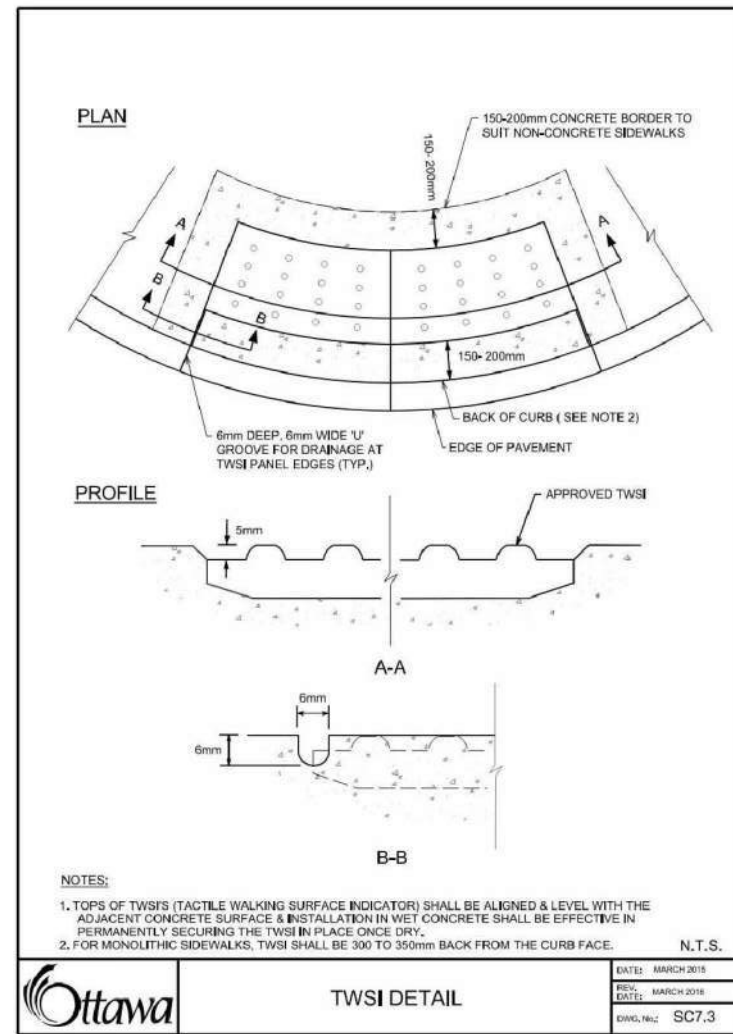 PLAN
150-200mm CONCRETE BORDER TO
SUIT NON-CONCRETE SIDEWALKS
150- 200mm
A
A
B
B
150- 200mm
BACK OF CURB ( SEE NOTE 2)
6mm DEEP, 6mm WIDE 'U'
GROOVE FOR DRAINAGE AT
TWSI PANEL EDGES (TYP.)
EDGE OF PAVEMENT
PROFILE
APPROVED TWSI
5mm
A-A
6mm
6mm
B-B
NOTES:
1. TOPS OF TWSI'S (TACTILE WALKING SURFACE INDICATOR) SHALL BE ALIGNED & LEVEL WITH THE
ADJACENT CONCRETE SURFACE & INSTALLATION IN WET CONCRETE SHALL BE EFFECTIVE IN
PERMANENTLY SECURING THE TWSI IN PLACE ONCE DRY.
2. FOR MONOLITHIC SIDEWALKS, TWSI SHALL BE 300 TO 350mm BACK FROM THE CURB FACE.
N.T.S.
Ottawa
TWSI DETAIL
DATE: MARCH 2015
REV. DATE: MARCH 2016
DWG. No.: SC7.3